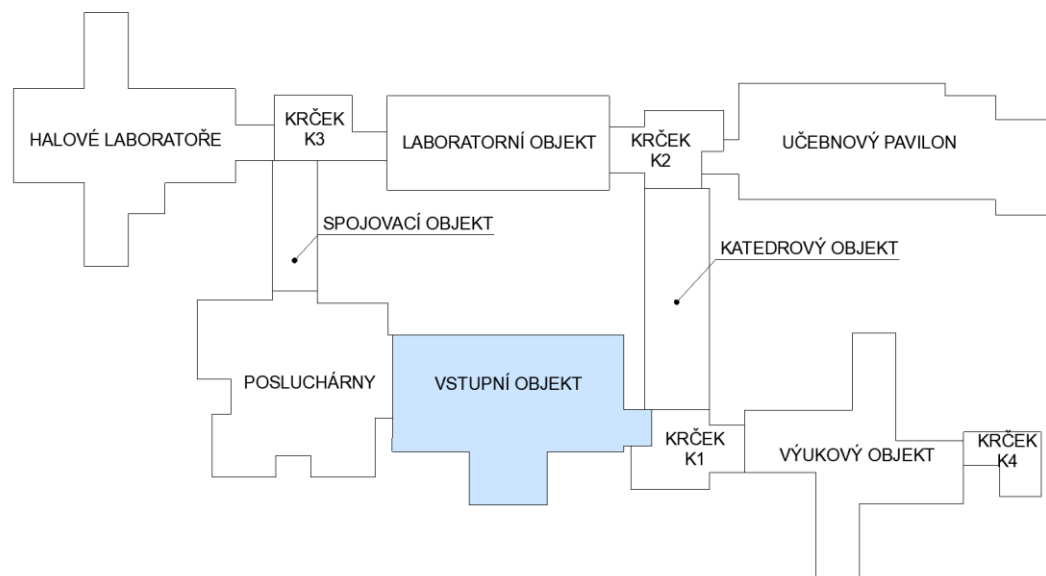 HALOVÉ LABORATOŘE
KRČEK
K3
LABORATORNÍ OBJEKT
KRČEK
K2
UČEBNOVÝ PAVILON
SPOJOVACÍ OBJEKT
KATEDROVÝ OBJEKT
POSLUCHÁRNY
VSTUPNÍ OBJEKT
KRČEK
K1
VÝUKOVÝ OBJEKT
KRČEK
K4